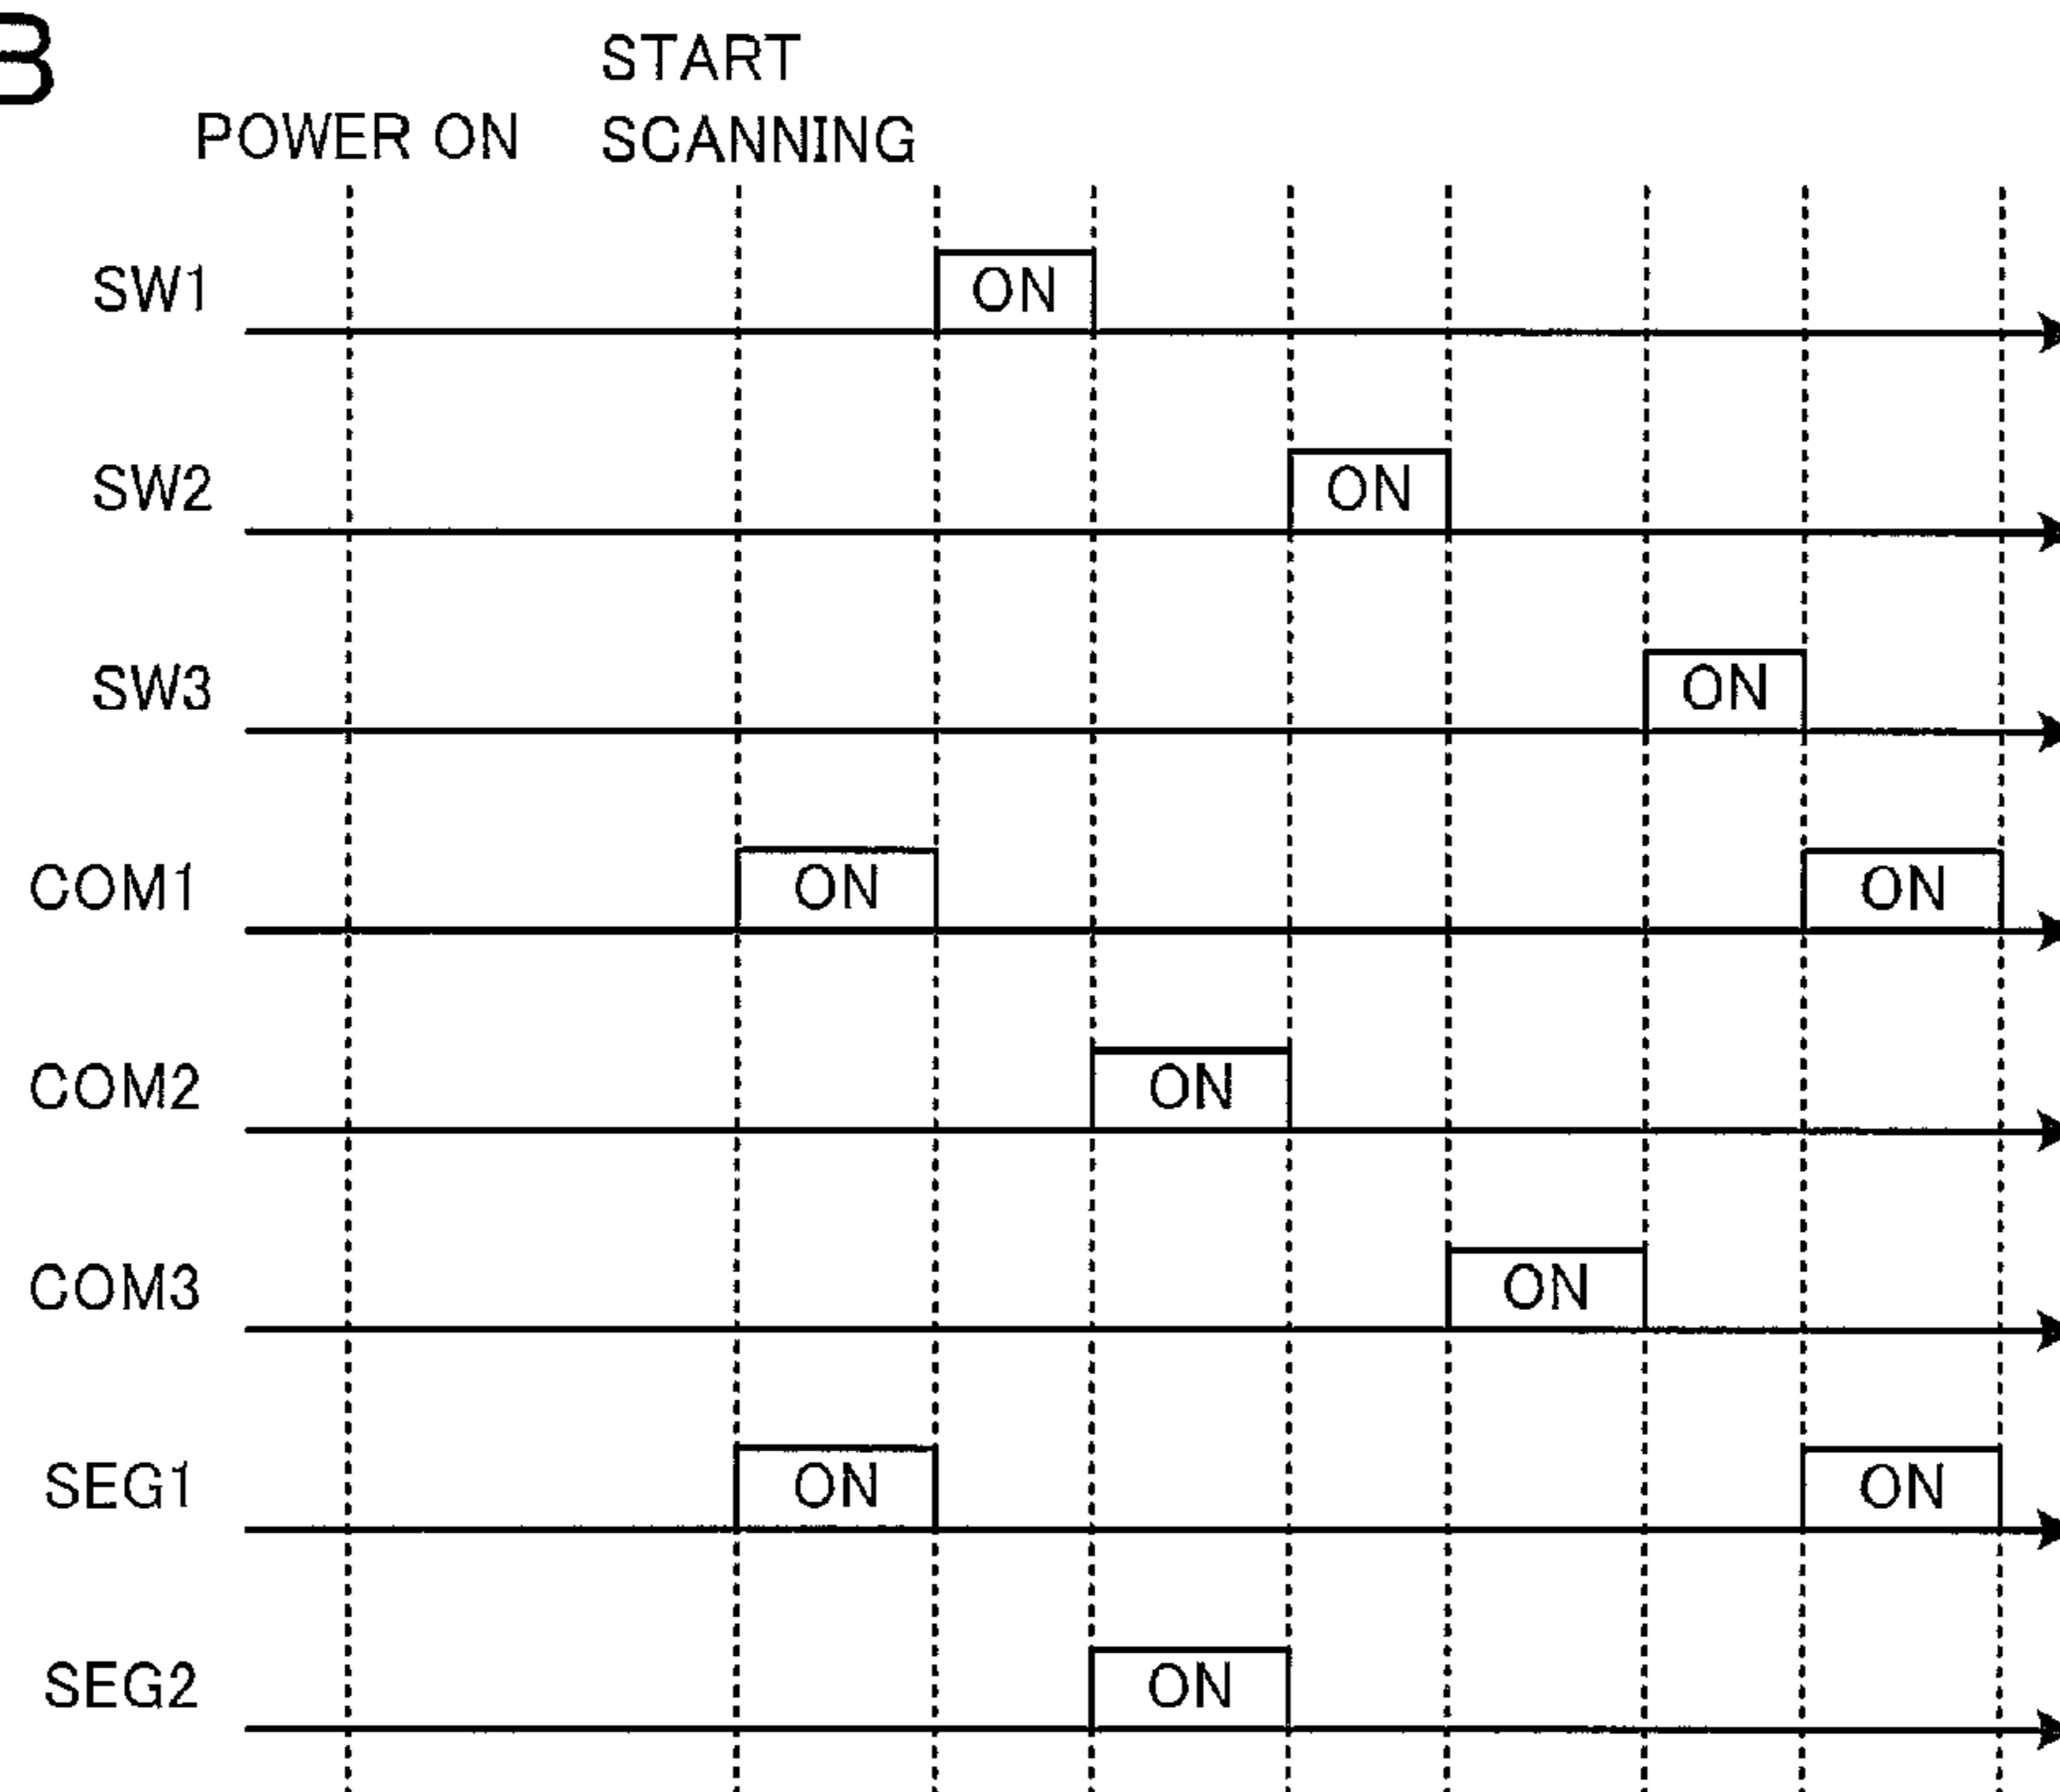 B
START
POWER ON SCANNING
SW1 ON
SW2 ON
SW3 ON
COM1 ON ON
COM2 ON
COM3 ON
SEG1 ON ON
SEG2 ON